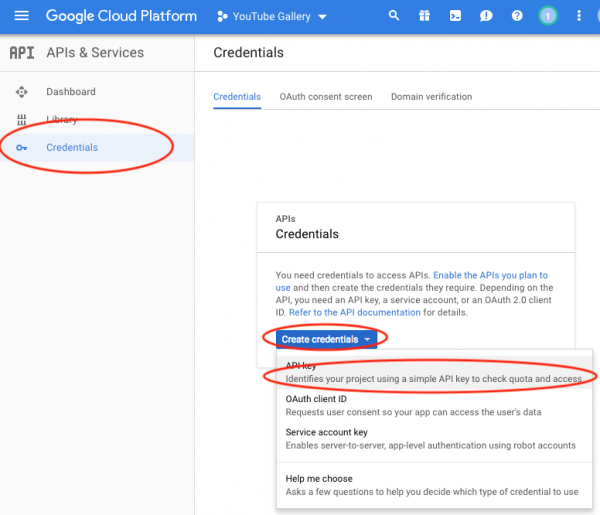 Google Cloud Platform
YouTube Gallery
1
API APIs & Services
Credentials
Dashboard
Library
Credentials
Credentials
OAuth consent screen
Domain verification
APIs
Credentials
You need credentials to access APIs. Enable the APIs you plan to
use and then create the credentials they require. Depending on the
API, you need an API key, a service account, or an OAuth 2.0 client
ID. Refer to the API documentation for details.
Create credentials
API key
Identifies your project using a simple API key to check quota and access
OAuth client ID
Requests user consent so your app can access the user's data
Service account key
Enables server-to-server, app-level authentication using robot accounts
Help me choose
Asks a few questions to help you decide which type of credential to use